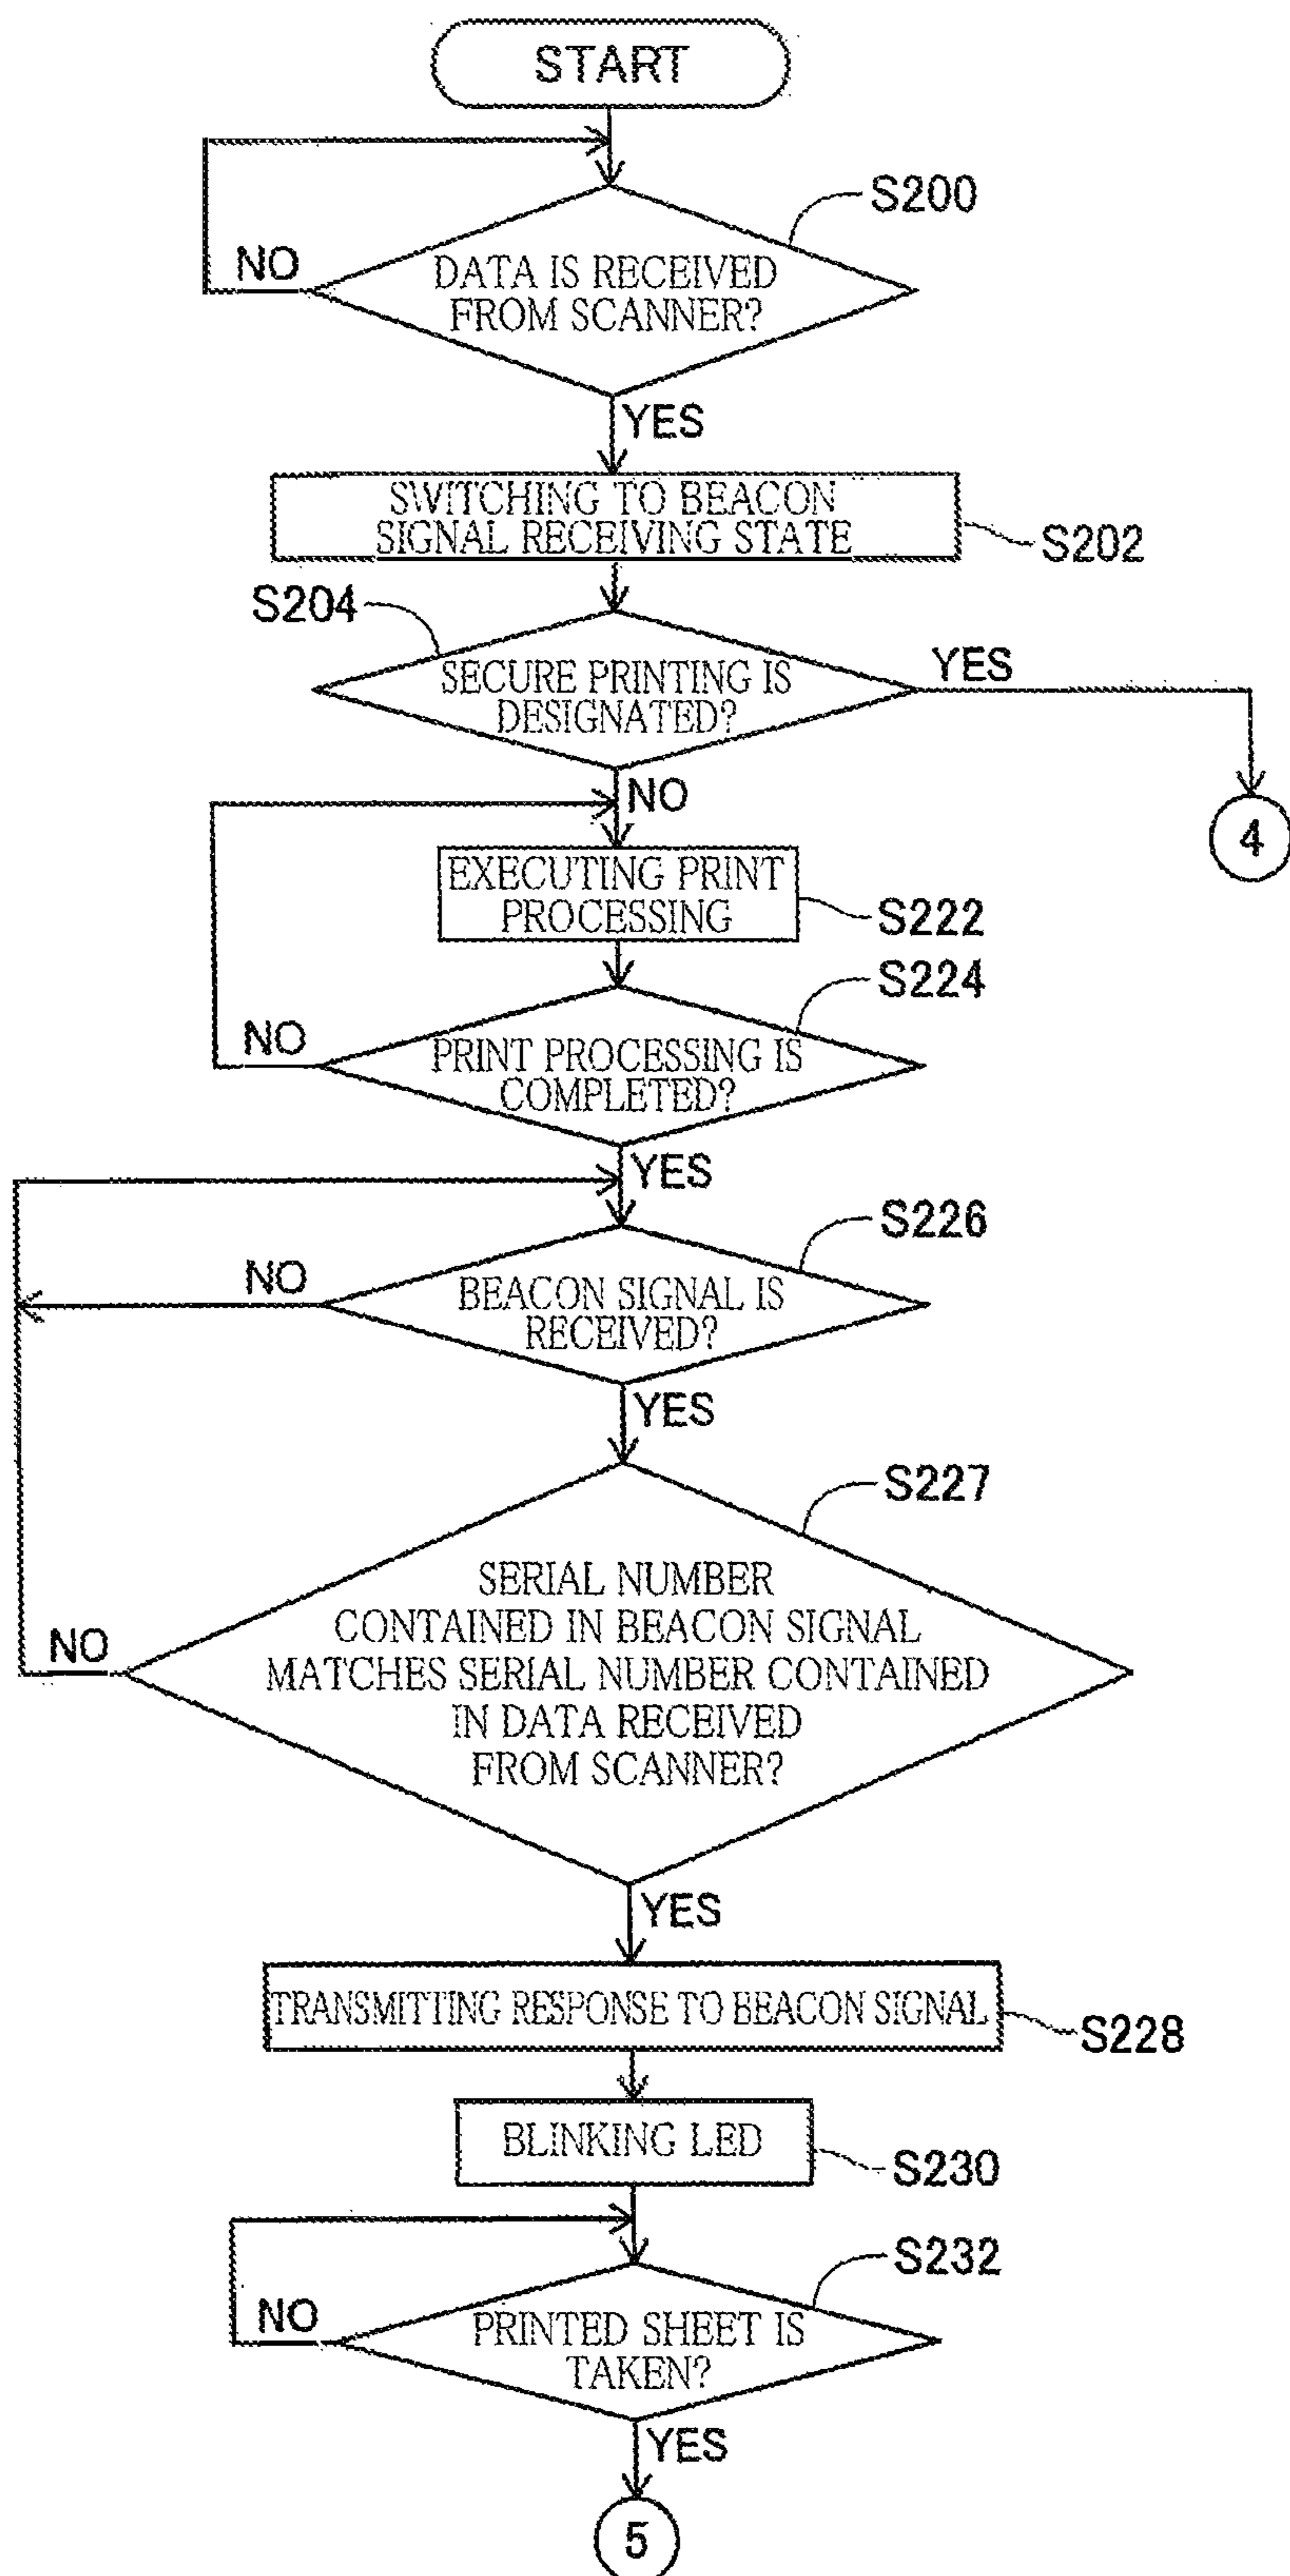 START
S200
NO
DATA IS RECEIVED
FROM SCANNER?
YES
SWITCHING TO BEACON
SIGNAL RECEIVING STATE
S202
S204
SECURE PRINTING IS
DESIGNATED?
YES
4
NO
EXECUTING PRINT
PROCESSING
S222
S224
NO
PRINT PROCESSING IS
COMPLETED?
YES
S226
NO
BEACON SIGNAL IS
RECEIVED?
YES
S227
SERIAL NUMBER
CONTAINED IN BEACON SIGNAL
MATCHES SERIAL NUMBER CONTAINED
IN DATA RECEIVED
FROM SCANNER?
NO
YES
TRANSMITTING RESPONSE TO BEACON SIGNAL
S228
BLINKING LED
S230
S232
NO
PRINTED SHEET IS
TAKEN?
YES
5